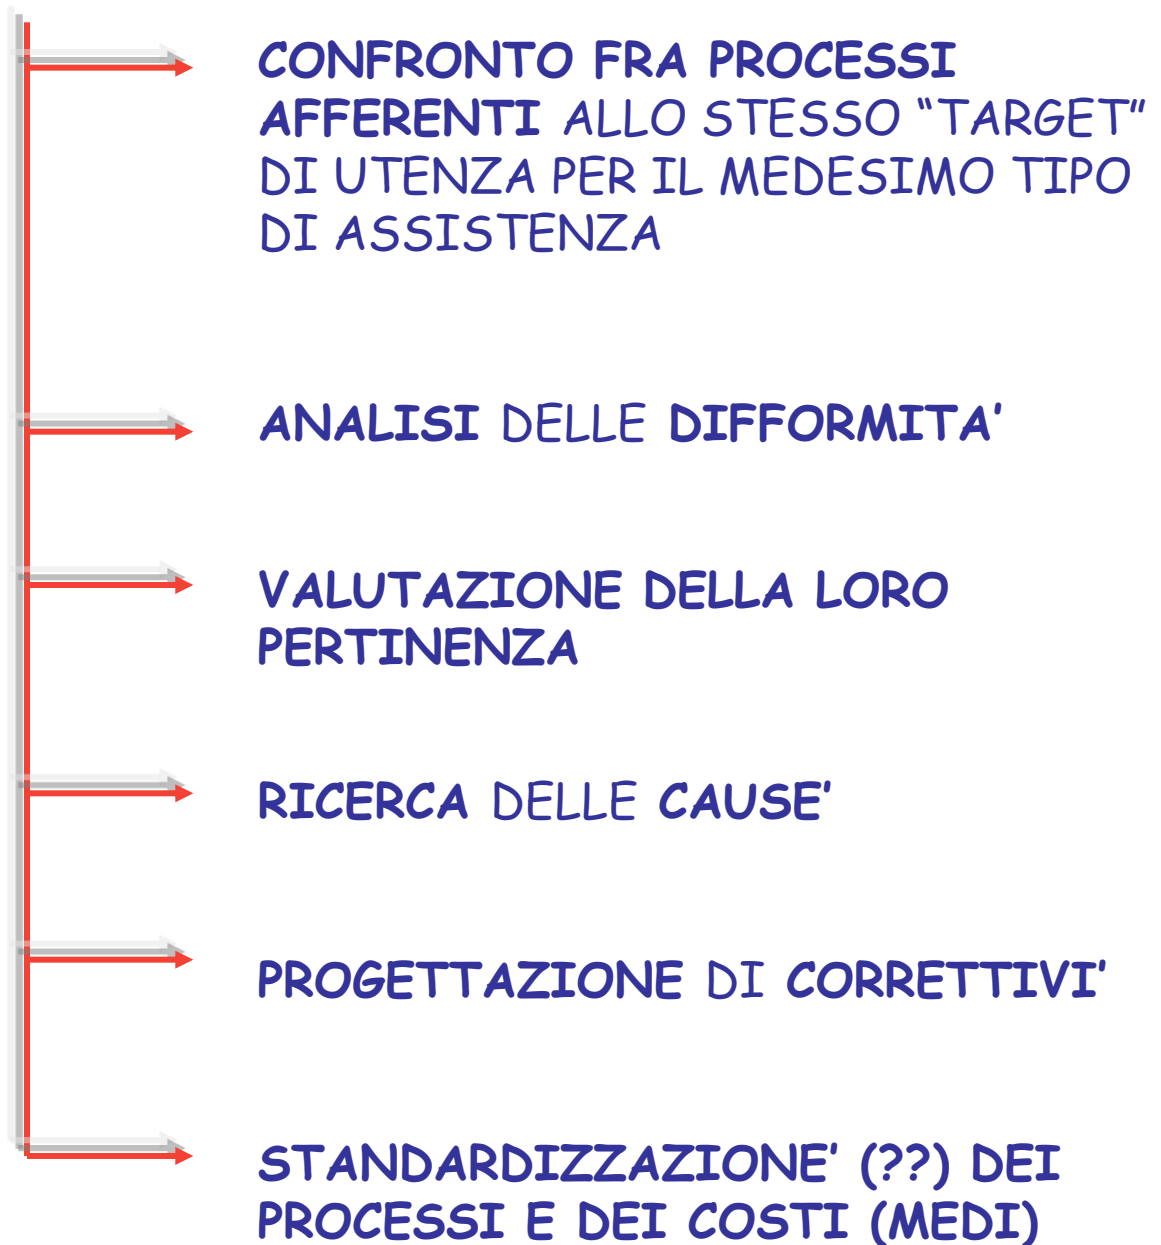 CONFRONTO FRA PROCESSI
AFFERENTI ALLO STESSO “TARGET”
DI UTENZA PER IL MEDESIMO TIPO
DI ASSISTENZA
ANALISI DELLE DIFFORMITA’
VALUTAZIONE DELLA LORO
PERTINENZA
RICERCA DELLE CAUSE’
PROGETTAZIONE DI CORRETTIVI’
STANDARDIZZAZIONE’ (??) DEI
PROCESSI E DEI COSTI (MEDI)